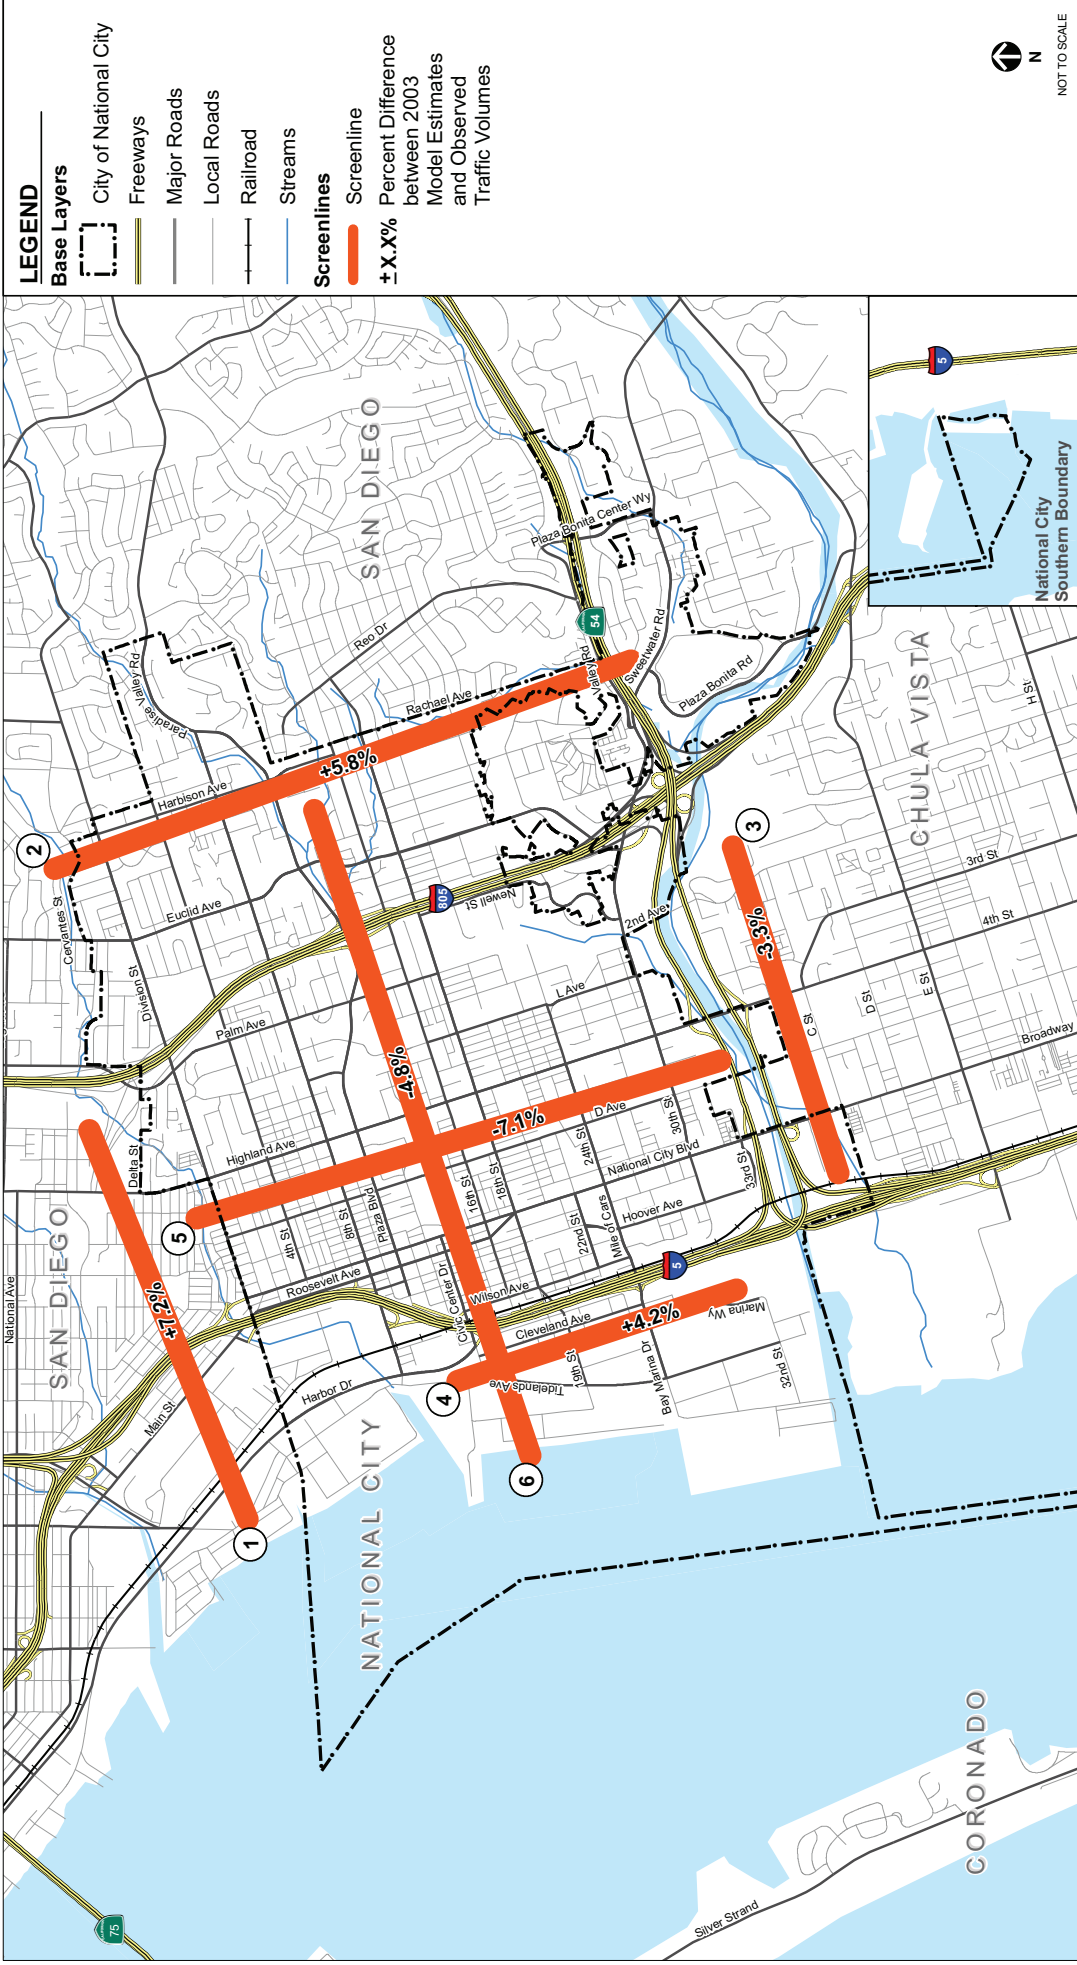 LEGEND
Base Layers
City of National City
Freeways
Major Roads
Local Roads
Railroad
Streams
Screenlines
Screenline
±X.X% Percent Difference
between 2003
Model Estimates
and Observed
Traffic Volumes
N
NOT TO SCALE
SAN DIEGO
SAN DIEGO
NATIONAL CITY
CHULA VISTA
CORONADO
National City
Southern Boundary
5
1
2
3
4
5
6
+7.2%
+5.8%
-3.3%
+4.2%
-7.1%
-4.8%
75
805
54
5
National Ave
Main St
Harbor Dr
Delta St
Division St
Cervantes St
Palm Ave
Euclid Ave
Harbison Ave
Paradise Valley Rd
Reo Dr
Rachael Ave
Highland Ave
4th St
8th St
Plaza Blvd
Roosevelt Ave
Civic Center Dr
Wilson Ave
16th St
18th St
Cleveland Ave
Tidelands Ave
19th St
22nd St
Mile of Cars
24th St
D Ave
L Ave
30th St
National City Blvd
Hoover Ave
33rd St
Bay Marina Dr
Marina Wy
32nd St
Newell St
2nd Ave
Valley Rd
Sweetwater Rd
Plaza Bonita Rd
Plaza Bonita Center Wy
C St
D St
E St
H St
3rd St
4th St
Broadway
Silver Strand